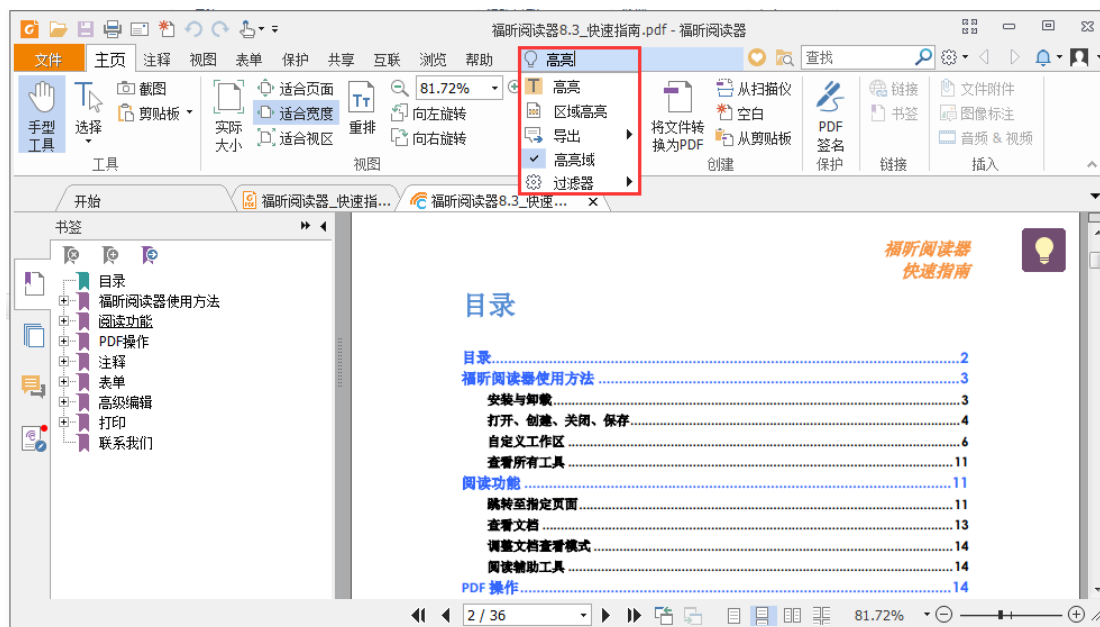 福昕阅读器8.3_快速指南.pdf - 福昕阅读器
文件 主页 注释 视图 表单 保护 共享 互联 浏览 帮助 高亮 查找
手型工具
选择
截图
剪贴板
工具
实际大小
适合页面
适合宽度
适合视区
重排
81.72%
向左旋转
向右旋转
视图
高亮
区域高亮
导出
高亮域
过滤器
将文件转换为PDF
从扫描仪
空白
从剪贴板
创建
PDF签名
保护
链接
书签
链接
文件附件
图像标注
音频 & 视频
插入
开始 福昕阅读器_快速指... 福昕阅读器8.3_快速...
书签
目录
福昕阅读器使用方法
阅读功能
PDF操作
注释
表单
高级编辑
打印
联系我们
福昕阅读器
快速指南
目录
目录 2
福昕阅读器使用方法 3
安装与卸载 3
打开、创建、关闭、保存 4
自定义工作区 6
查看所有工具 11
阅读功能 11
跳转至指定页面 11
查看文档 13
调整文档查看模式 14
阅读辅助工具 14
PDF 操作 14
2 / 36 81.72%